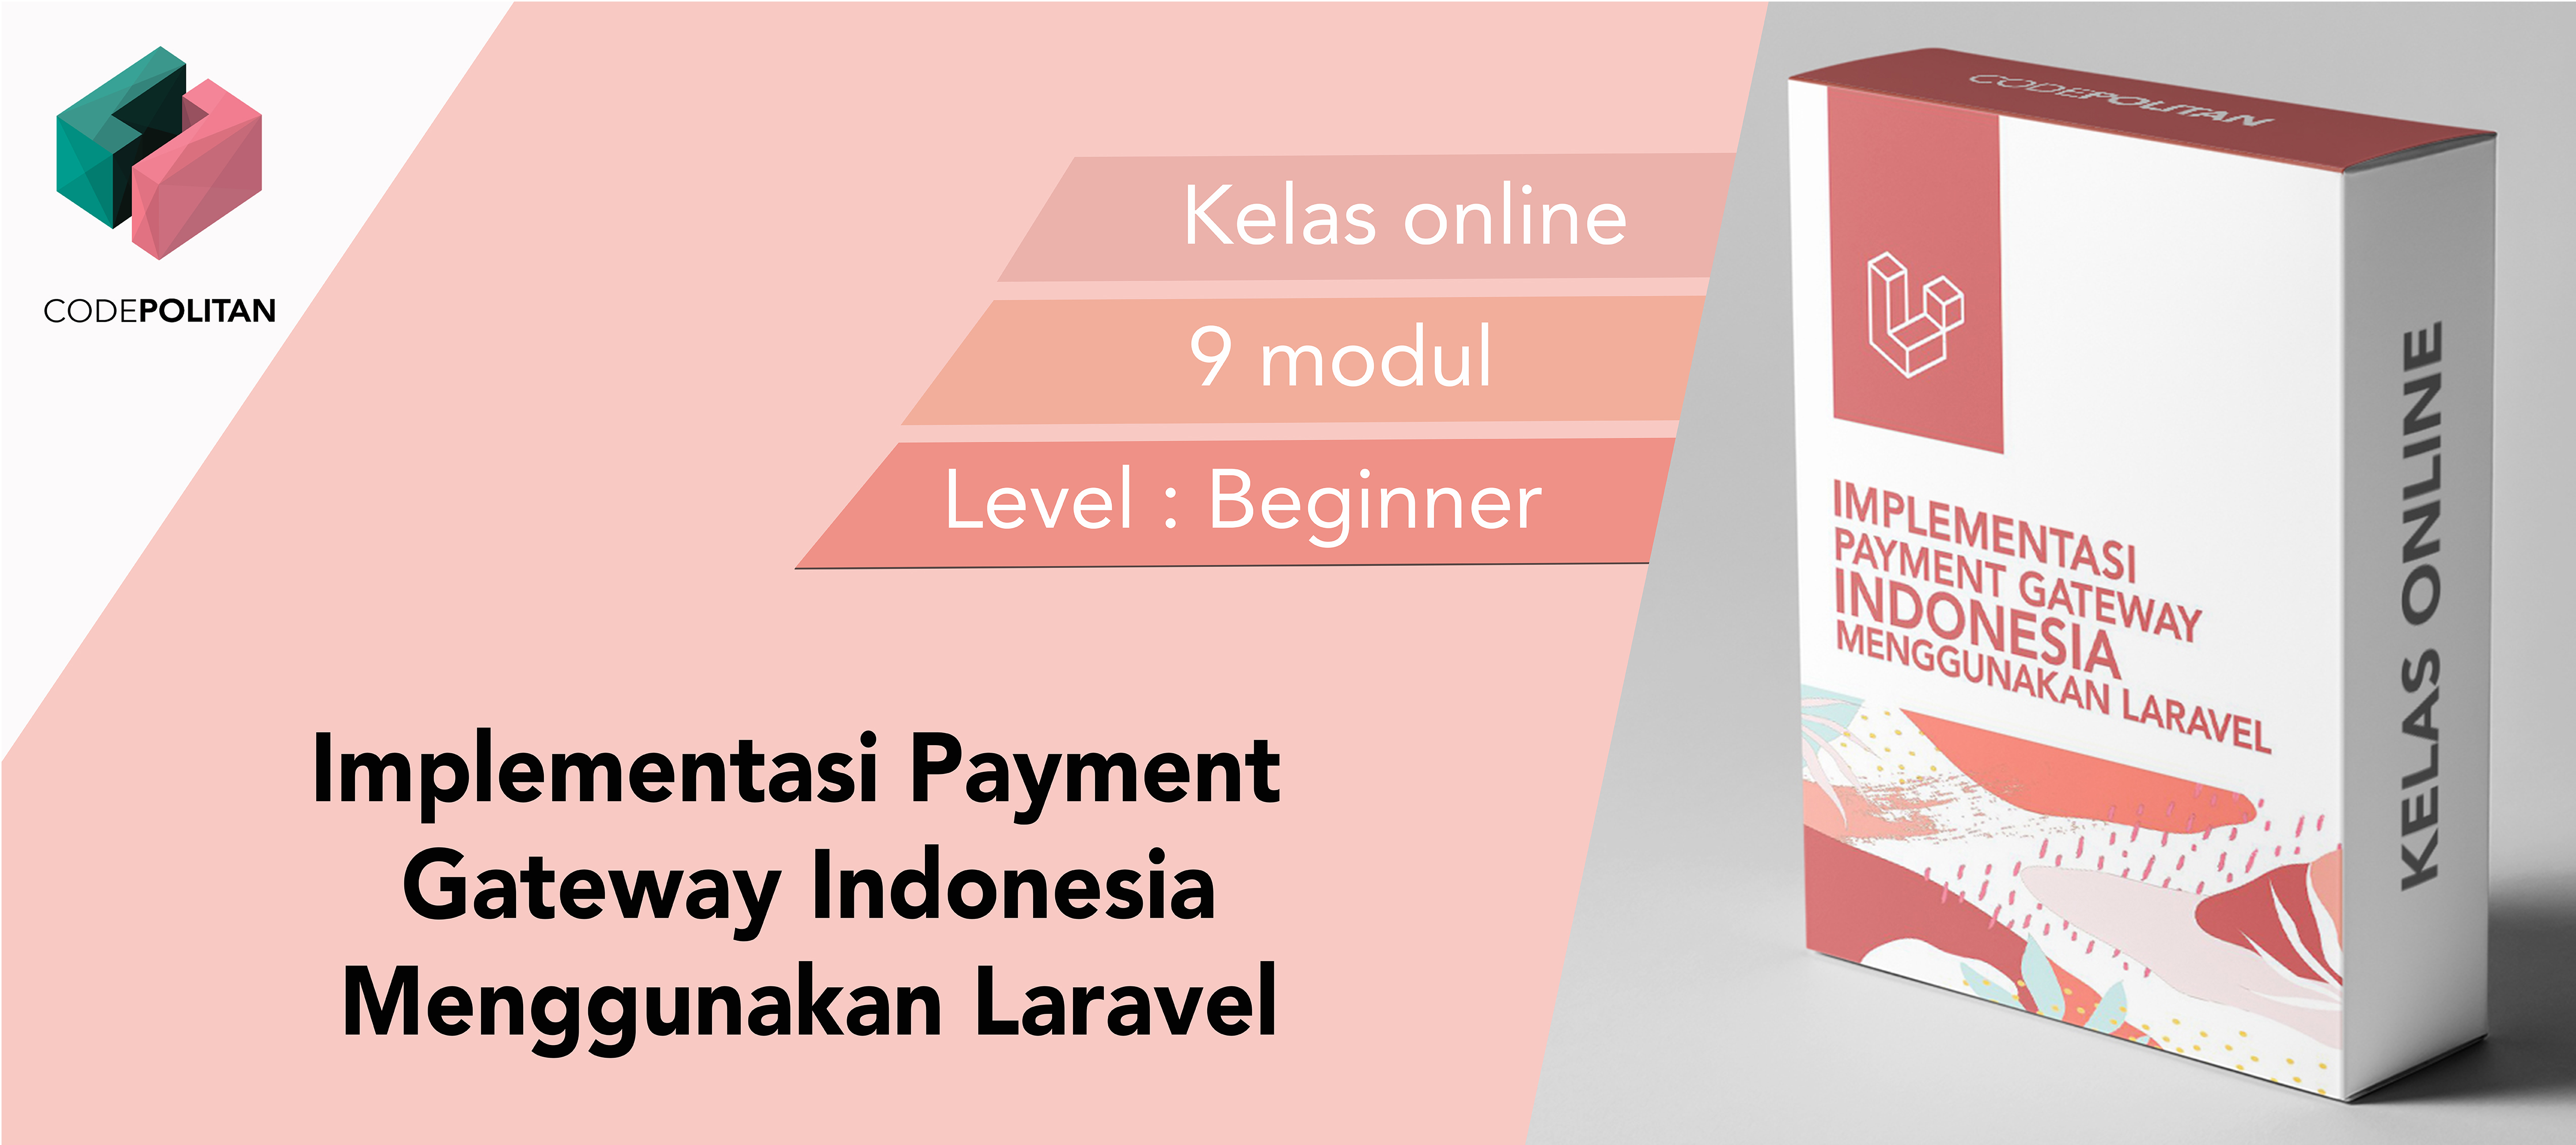 CODEPOLITAN
Kelas online
9 modul
Level : Beginner
Implementasi Payment
Gateway Indonesia
Menggunakan Laravel
CODEPOLITAN
IMPLEMENTASI
PAYMENT GATEWAY
INDONESIA
MENGGUNAKAN LARAVEL
KELAS ONLINE